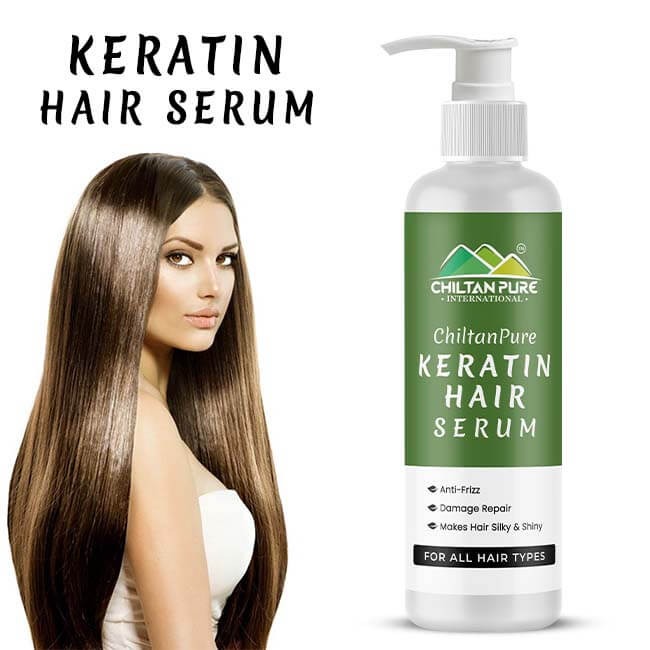 KERATIN
HAIR SERUM
CHILTAN PURE
• INTERNATIONAL •
ChiltanPure
KERATIN
HAIR
SERUM
Anti-Frizz
Damage Repair
Makes Hair Silky & Shiny
FOR ALL HAIR TYPES